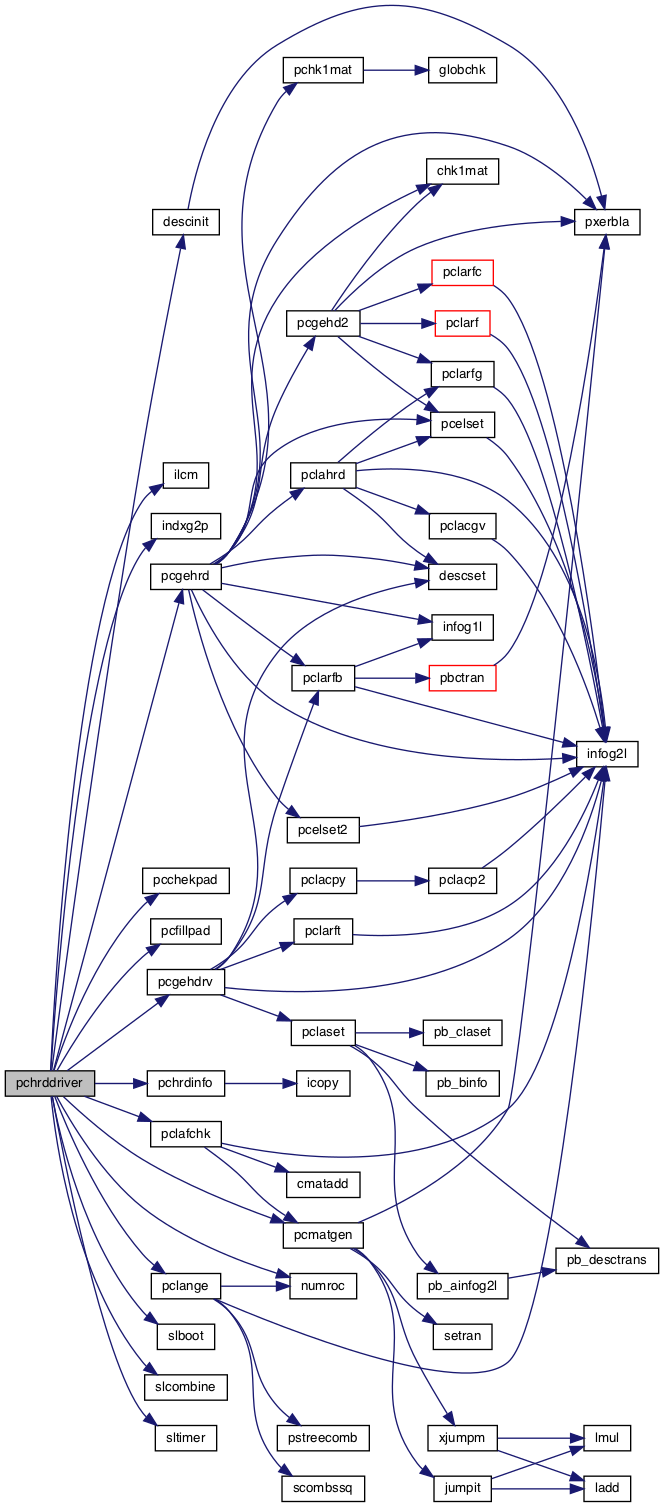 pchk1mat
globchk
chk1mat
descinit
pxerbla
pclarfc
pcgehd2
pclarf
pclarfg
pcelset
ilcm
pclahrd
indxg2p
pclacgv
pcgehrd
descset
infog1l
pclarfb
pbctran
infog2l
pcelset2
pcchekpad
pclacpy
pclacp2
pcfillpad
pclarft
pcgehdrv
pclaset
pb_claset
pchrddriver
pchrdinfo
icopy
pb_binfo
pclafchk
cmatadd
pcmatgen
pb_desctrans
pclange
numroc
pb_ainfog2l
slboot
setran
slcombine
sltimer
pstreecomb
xjumpm
lmul
scombssq
jumpit
ladd